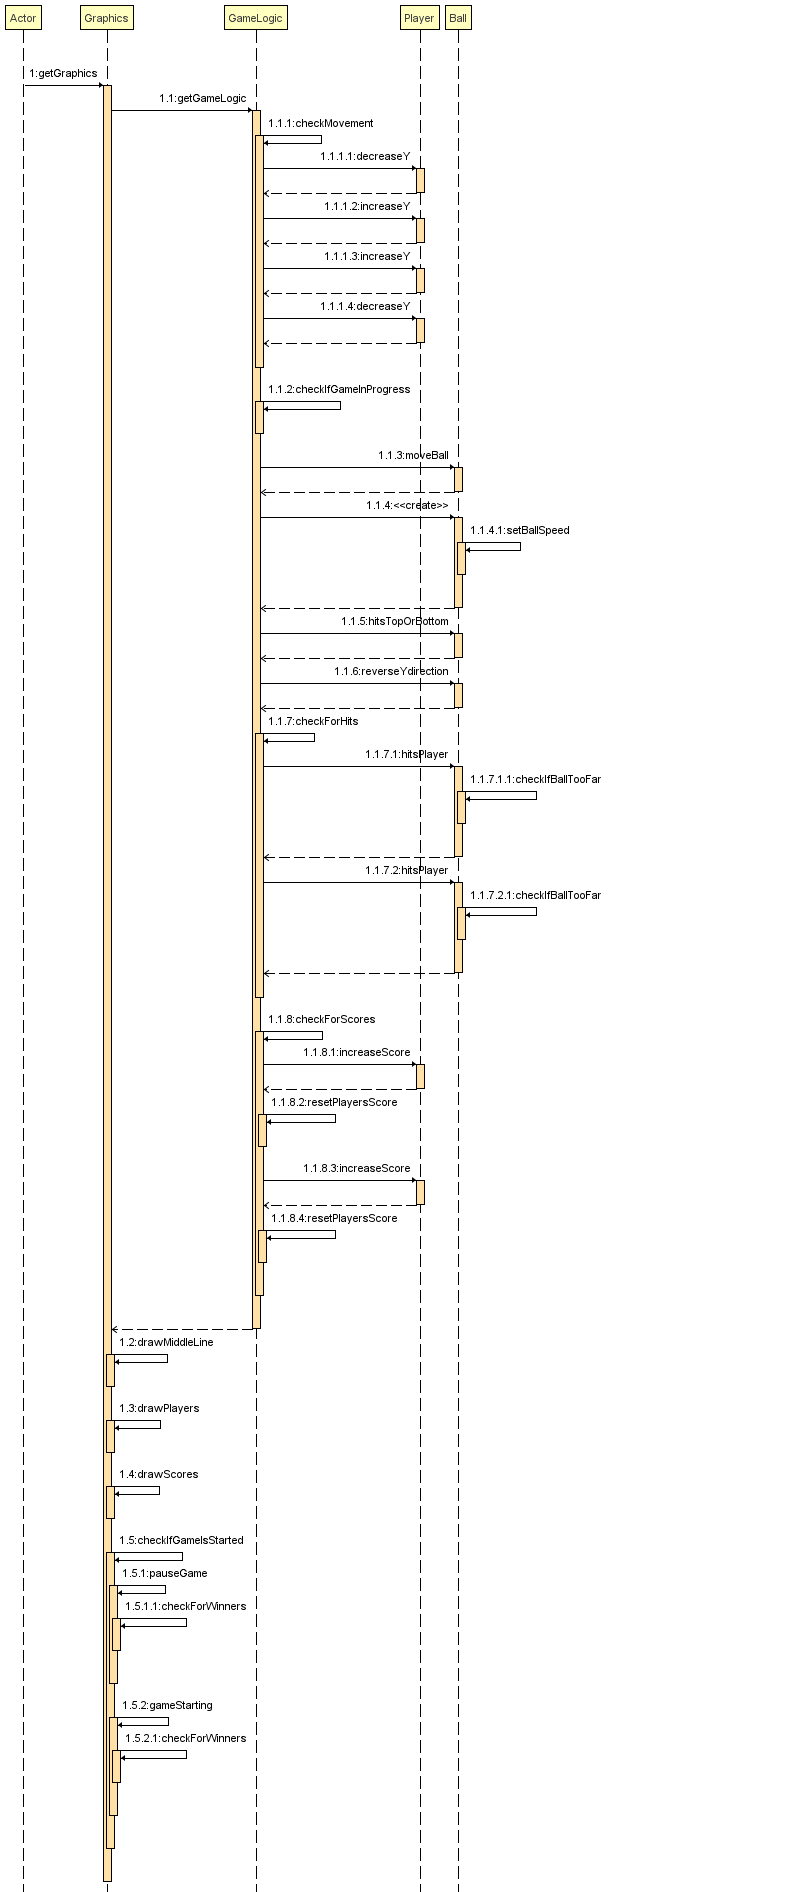 Actor Graphics GameLogic Player Ball
1:getGraphics
1.1:getGameLogic
1.1.1:checkMovement
1.1.1.1:decreaseY
1.1.1.2:increaseY
1.1.1.3:increaseY
1.1.1.4:decreaseY
1.1.2:checkIfGameInProgress
1.1.3:moveBall
1.1.4:<<create>>
1.1.4.1:setBallSpeed
1.1.5:hitsTopOrBottom
1.1.6:reverseYdirection
1.1.7:checkForHits
1.1.7.1:hitsPlayer
1.1.7.1.1:checkIfBallTooFar
1.1.7.2:hitsPlayer
1.1.7.2.1:checkIfBallTooFar
1.1.8:checkForScores
1.1.8.1:increaseScore
1.1.8.2:resetPlayersScore
1.1.8.3:increaseScore
1.1.8.4:resetPlayersScore
1.2:drawMiddleLine
1.3:drawPlayers
1.4:drawScores
1.5:checkIfGameIsStarted
1.5.1:pauseGame
1.5.1.1:checkForWinners
1.5.2:gameStarting
1.5.2.1:checkForWinners